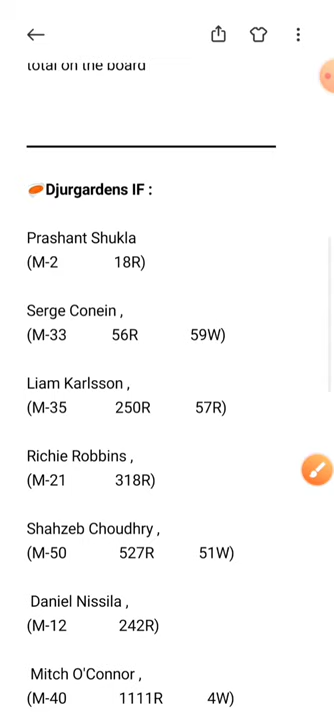 total on the board
Djurgardens IF :
Prashant Shukla
(M-2 18R)
Serge Conein ,
(M-33 56R 59W)
Liam Karlsson ,
(M-35 250R 57R)
Richie Robbins ,
(M-21 318R)
Shahzeb Choudhry ,
(M-50 527R 51W)
Daniel Nissila ,
(M-12 242R)
Mitch O'Connor ,
(M-40 1111R 4W)